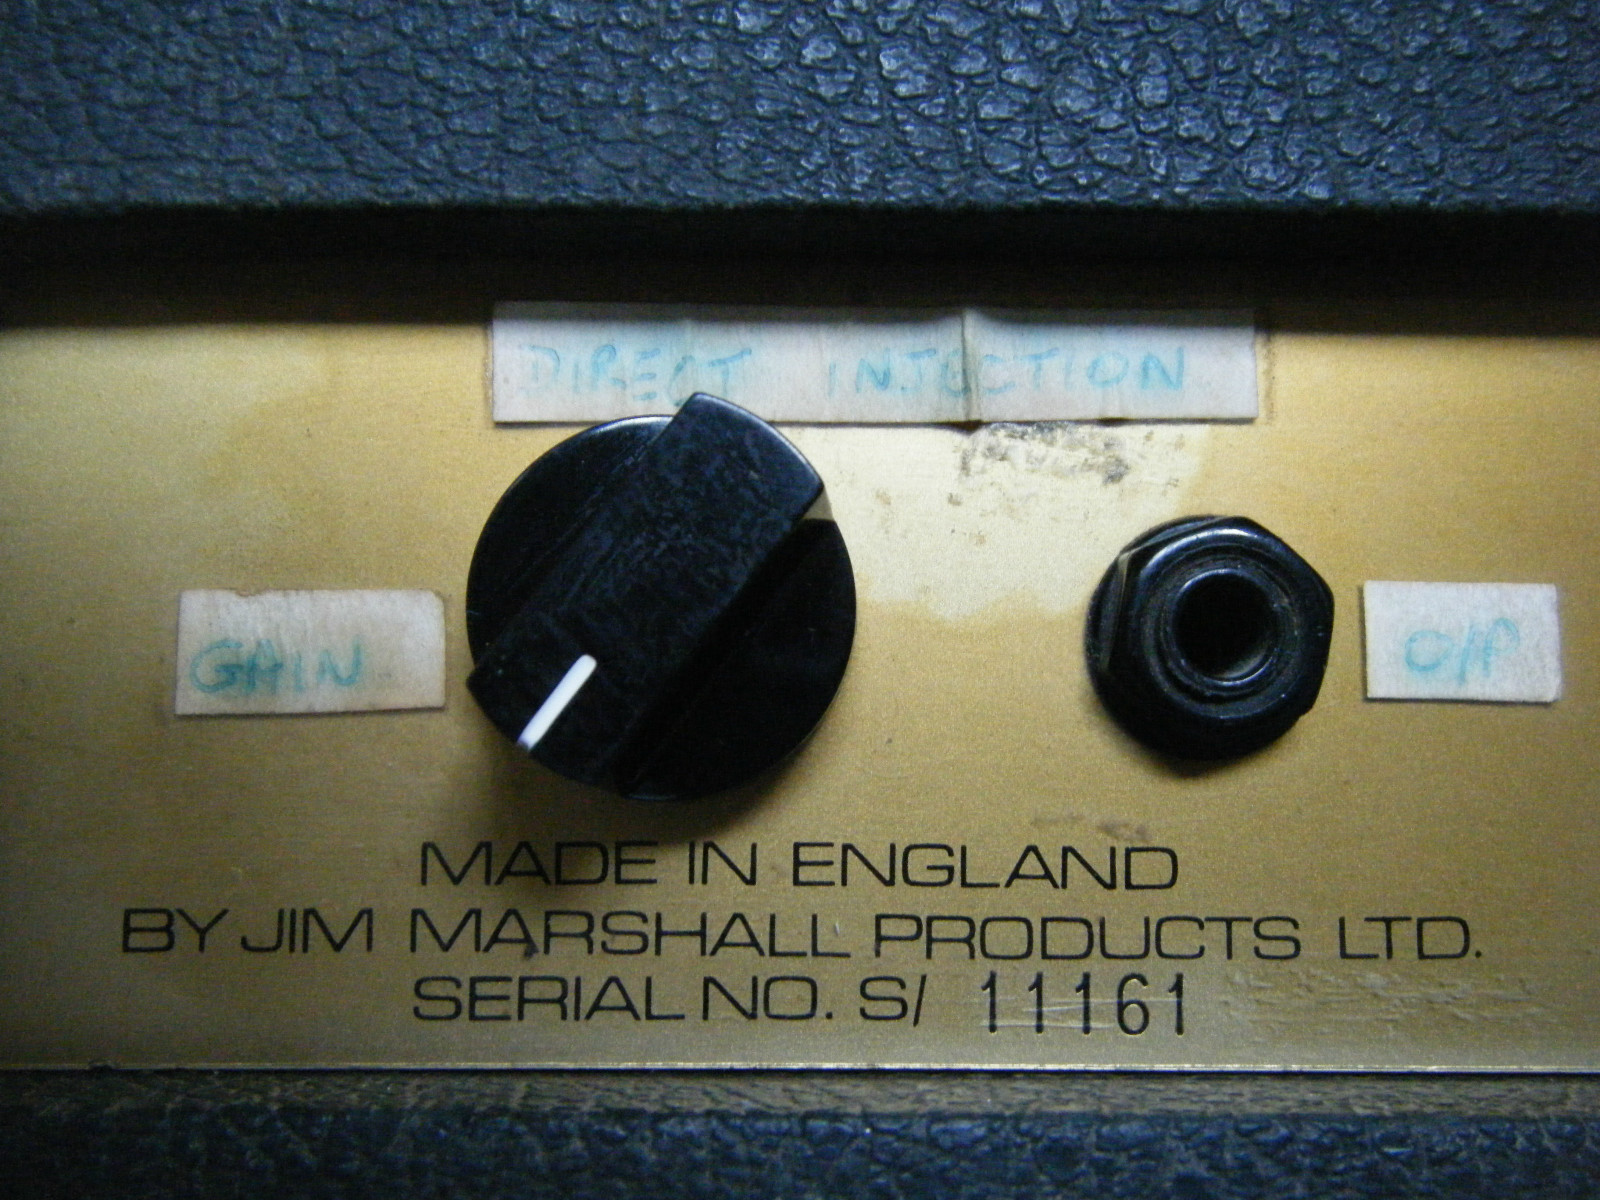 DIRECT INJECTION
GAIN
O/P
MADE IN ENGLAND
BY JIM MARSHALL PRODUCTS LTD.
SERIAL NO. S/ 11161